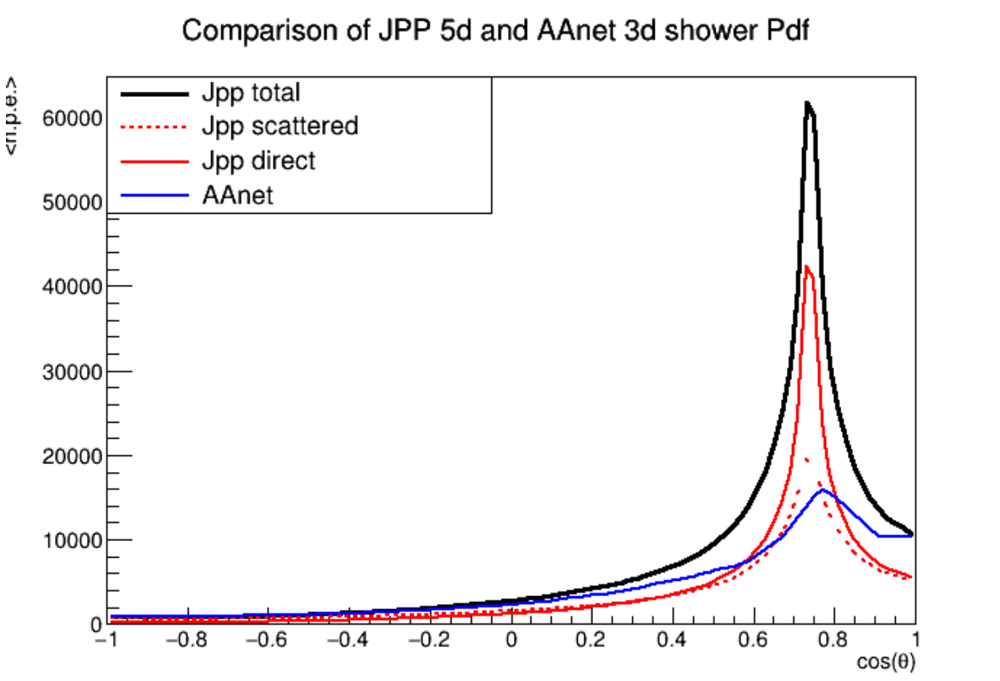 Comparison of JPP 5d and AAnet 3d shower Pdf
<n.p.e.>
Jpp total
Jpp scattered
Jpp direct
AAnet
60000
50000
40000
30000
20000
10000
0
−1 −0.8 −0.6 −0.4 −0.2 0 0.2 0.4 0.6 0.8 1
cos(θ)